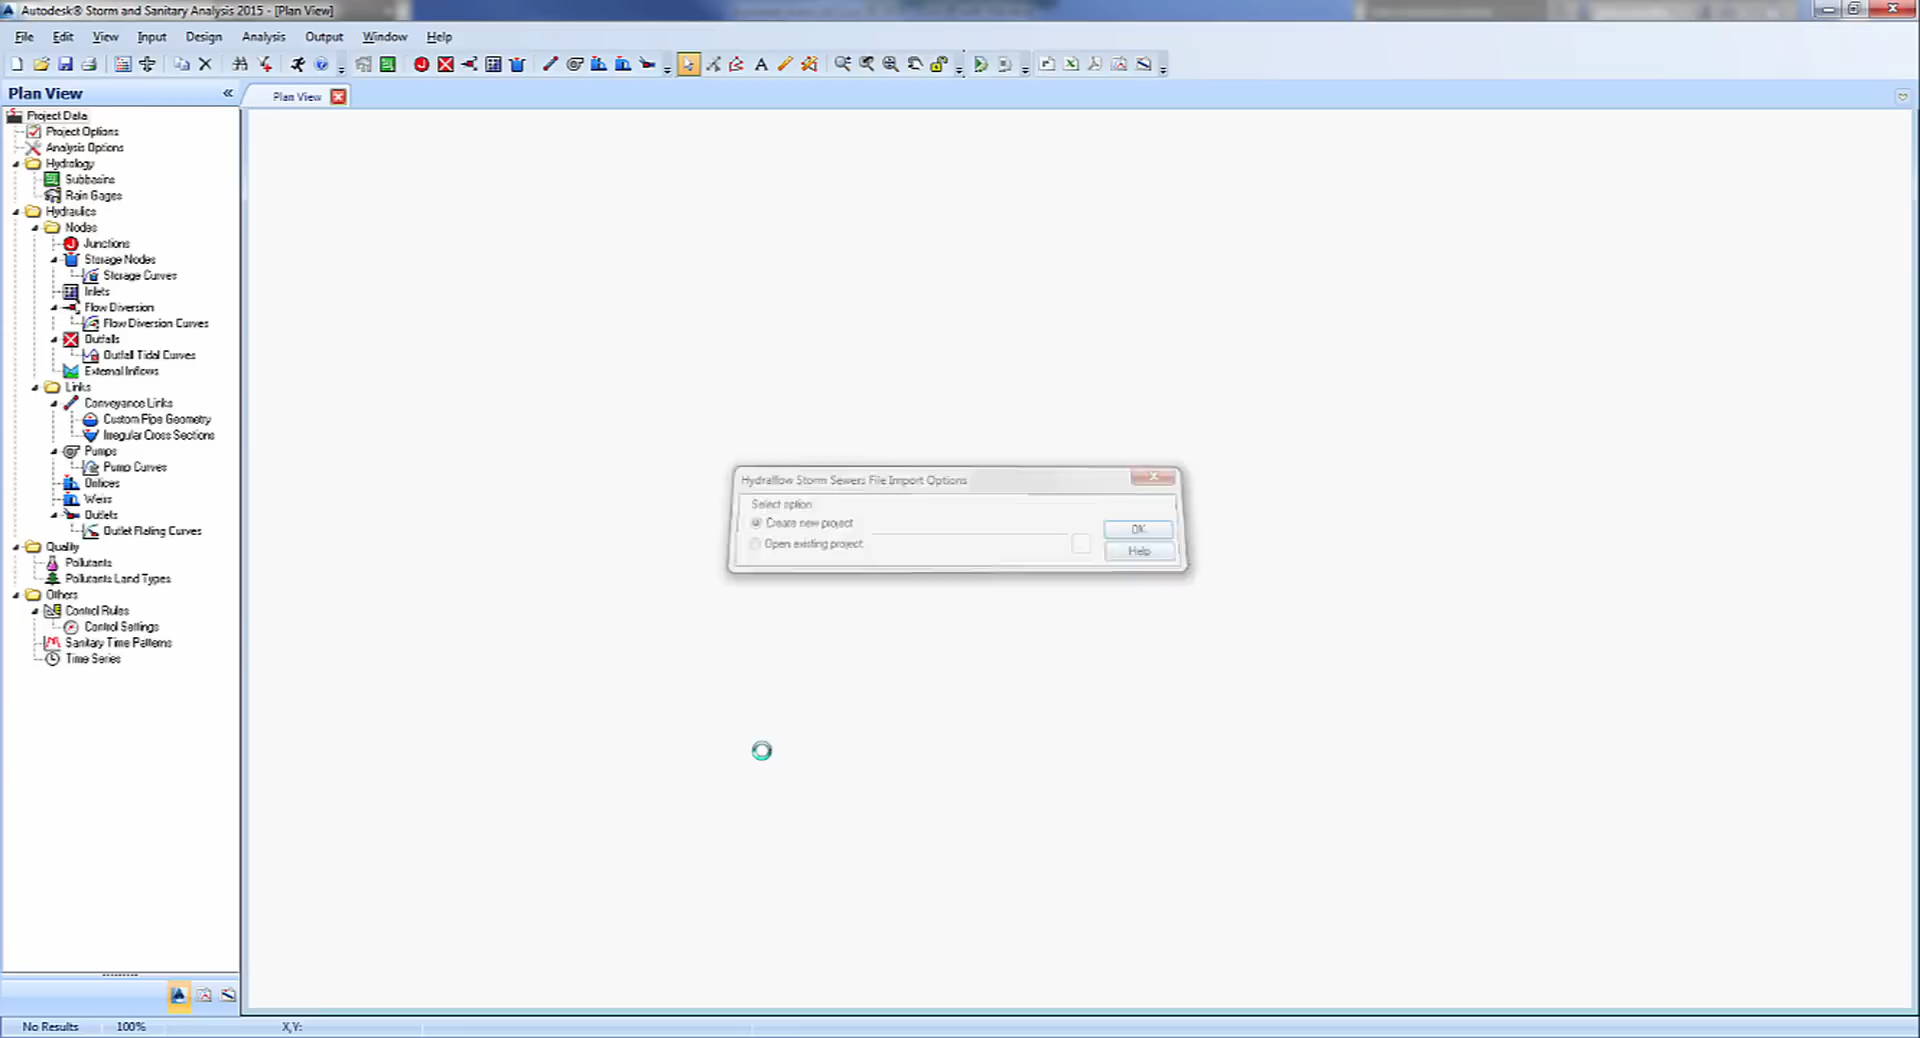 Autodesk® Storm and Sanitary Analysis 2015 - [Plan View]
File Edit View Input Design Analysis Output Window Help
Plan View
Plan View
Project Data
Project Options
Analysis Options
Hydrology
Subbasins
Rain Gages
Hydraulics
Nodes
Junctions
Storage Nodes
Storage Curves
Inlets
Flow Diversion
Flow Diversion Curves
Outfalls
Outfall Tidal Curves
External Inflows
Links
Conveyance Links
Custom Pipe Geometry
Irregular Cross Sections
Pumps
Pump Curves
Orifices
Weirs
Outlets
Outlet Rating Curves
Quality
Pollutants
Pollutants Land Types
Others
Control Rules
Control Settings
Sanitary Time Patterns
Time Series
Hydraflow Storm Sewers File Import Options
Select option
Create new project
Open existing project
OK
Help
No Results 100% X,Y: